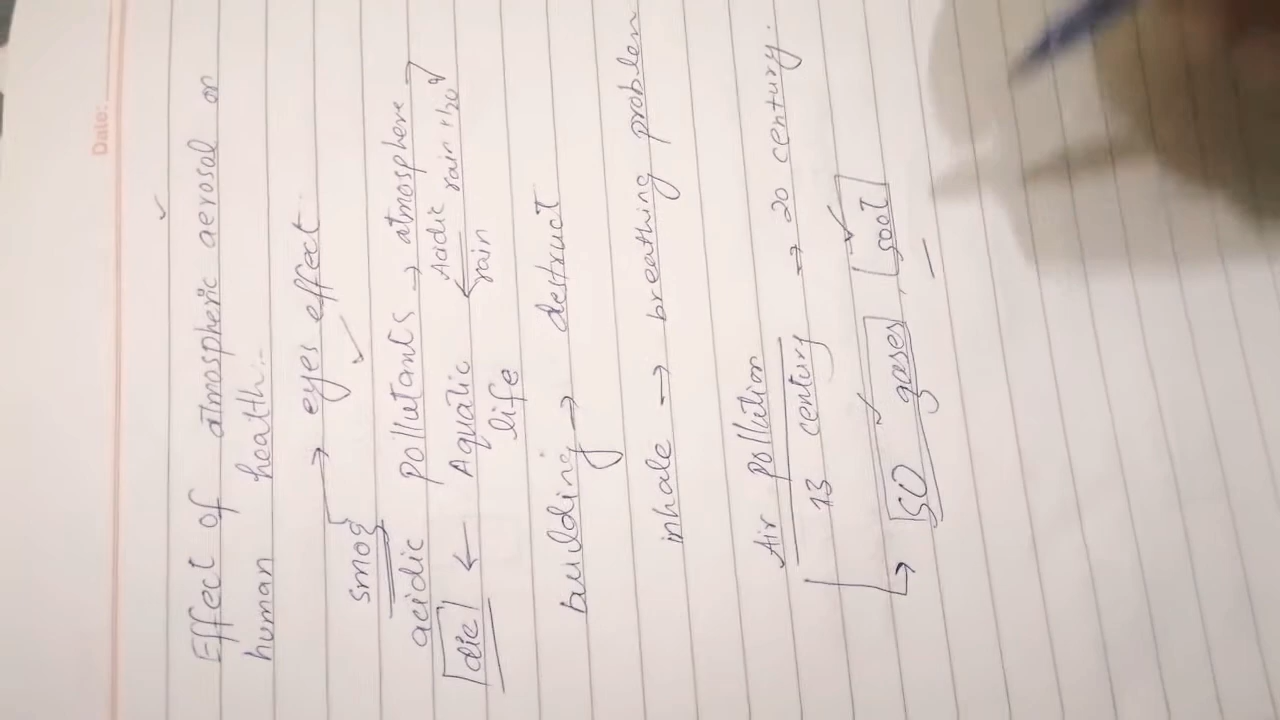 Date:
Effect of atmospheric aerosol on
human health:-
smog → eyes effect
acidic pollutants → atmosphere →
die ← Aquatic life ← Acidic rain rain H2O
building → destruct
inhale → breathing problem
Air pollution
13 century → 20 century.
→ SO gases, soot